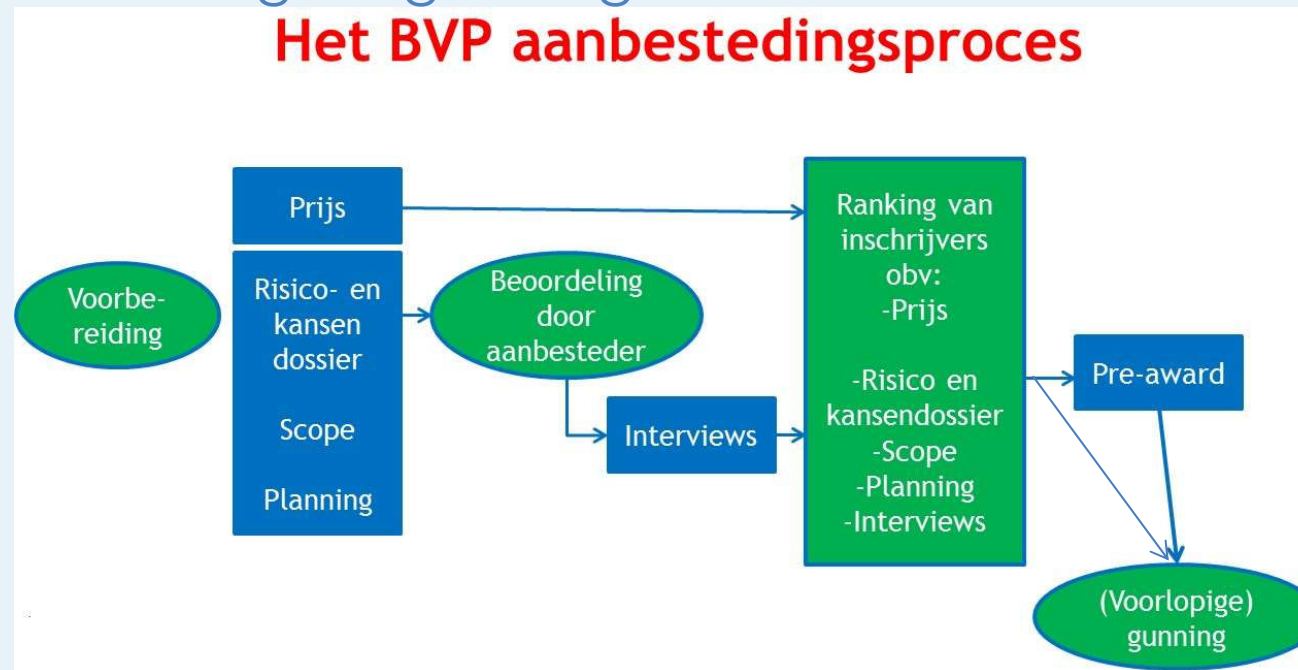 Het BVP aanbestedingsproces
Voorbe-
reiding
Prijs
Risico- en
kansen
dossier
Scope
Planning
Beoordeling
door
aanbesteder
Interviews
Ranking van
inschrijvers
obv:
-Prijs
-Risico en
kansendossier
-Scope
-Planning
-Interviews
Pre-award
(Voorlopige)
gunning